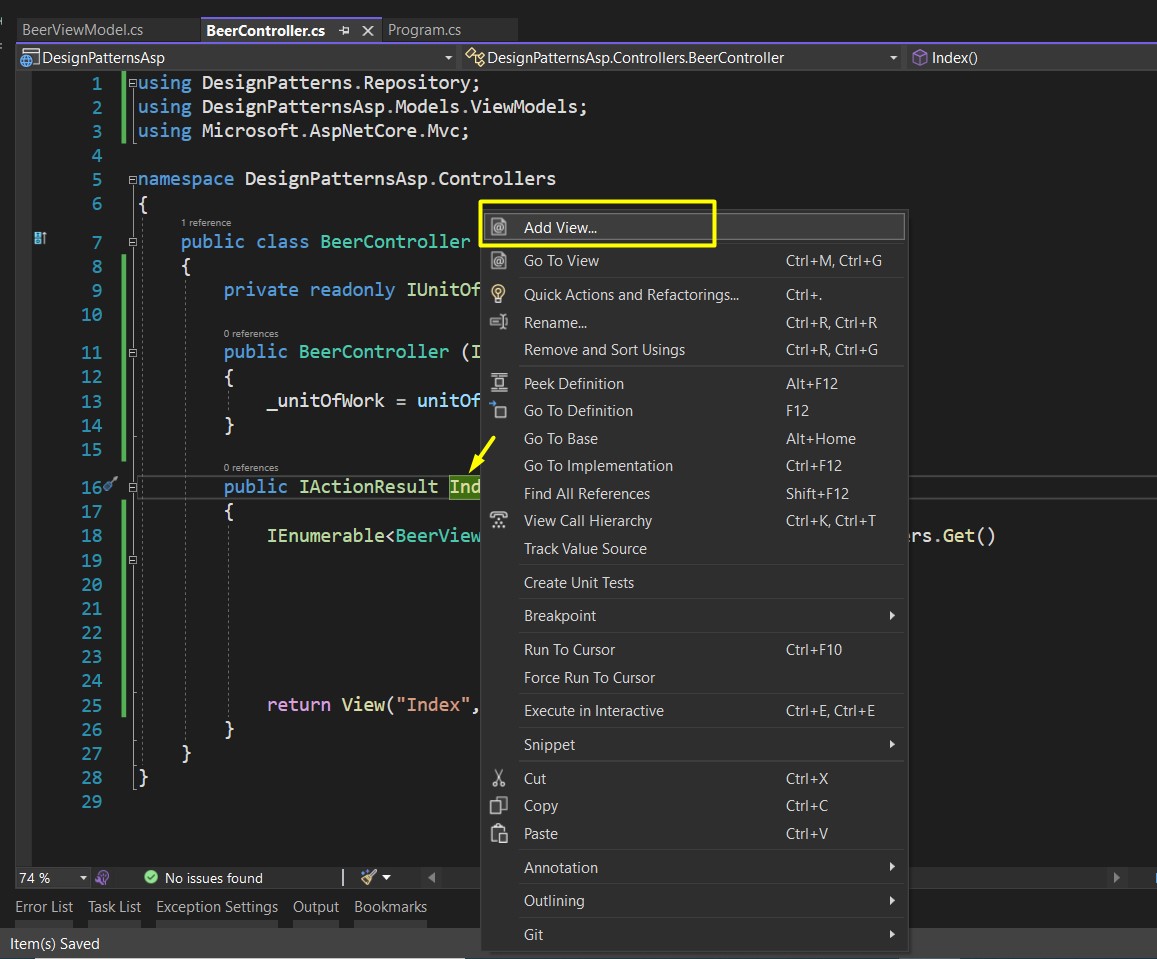 BeerViewModel.cs
BeerController.cs
Program.cs
DesignPatternsAsp
DesignPatternsAsp.Controllers.BeerController
Index()
1 using DesignPatterns.Repository;
2 using DesignPatternsAsp.Models.ViewModels;
3 using Microsoft.AspNetCore.Mvc;
4
5 namespace DesignPatternsAsp.Controllers
6 {
1 reference
7 public class BeerController
8 {
9 private readonly IUnitOf
10
0 references
11 public BeerController (I
12 {
13 _unitOfWork = unitOf
14 }
15
0 references
16 public IActionResult Ind
17 {
18 IEnumerable<BeerView rs.Get()
19
20
21
22
23
24
25 return View("Index",
26 }
27 }
28 }
29
Add View...
Go To View Ctrl+M, Ctrl+G
Quick Actions and Refactorings... Ctrl+.
Rename... Ctrl+R, Ctrl+R
Remove and Sort Usings Ctrl+R, Ctrl+G
Peek Definition Alt+F12
Go To Definition F12
Go To Base Alt+Home
Go To Implementation Ctrl+F12
Find All References Shift+F12
View Call Hierarchy Ctrl+K, Ctrl+T
Track Value Source
Create Unit Tests
Breakpoint
Run To Cursor Ctrl+F10
Force Run To Cursor
Execute in Interactive Ctrl+E, Ctrl+E
Snippet
Cut Ctrl+X
Copy Ctrl+C
Paste Ctrl+V
Annotation
Outlining
Git
74 %
No issues found
Error List Task List Exception Settings Output Bookmarks
Item(s) Saved